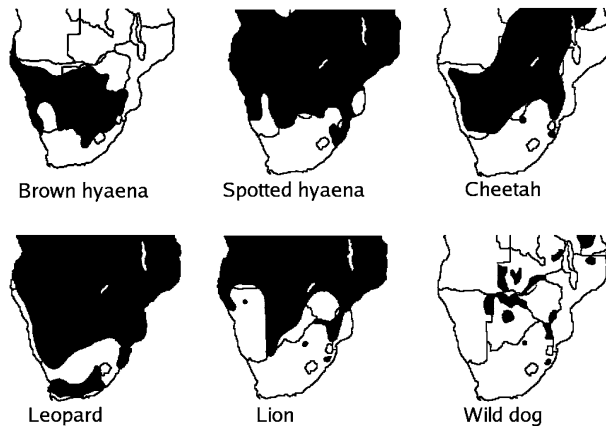 Brown hyaena
Spotted hyaena
Cheetah
Leopard
Lion
Wild dog